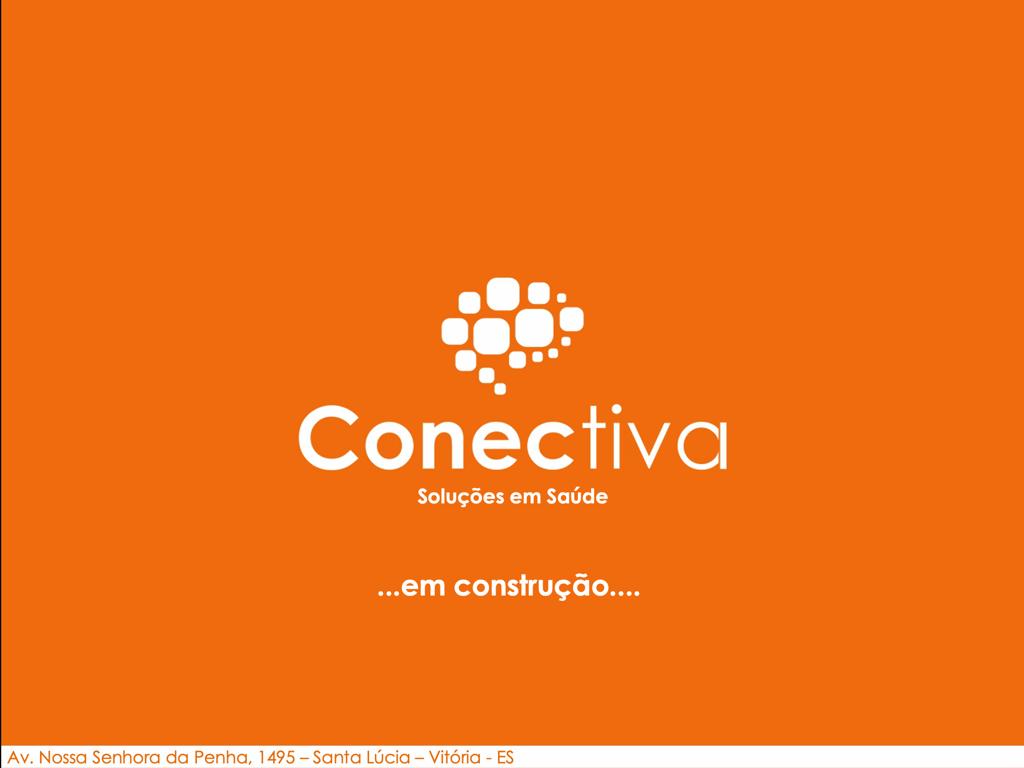 Conectiva
Soluções em Saúde
...em construção....
Av. Nossa Senhora da Penha, 1495 – Santa Lúcia – Vitória - ES